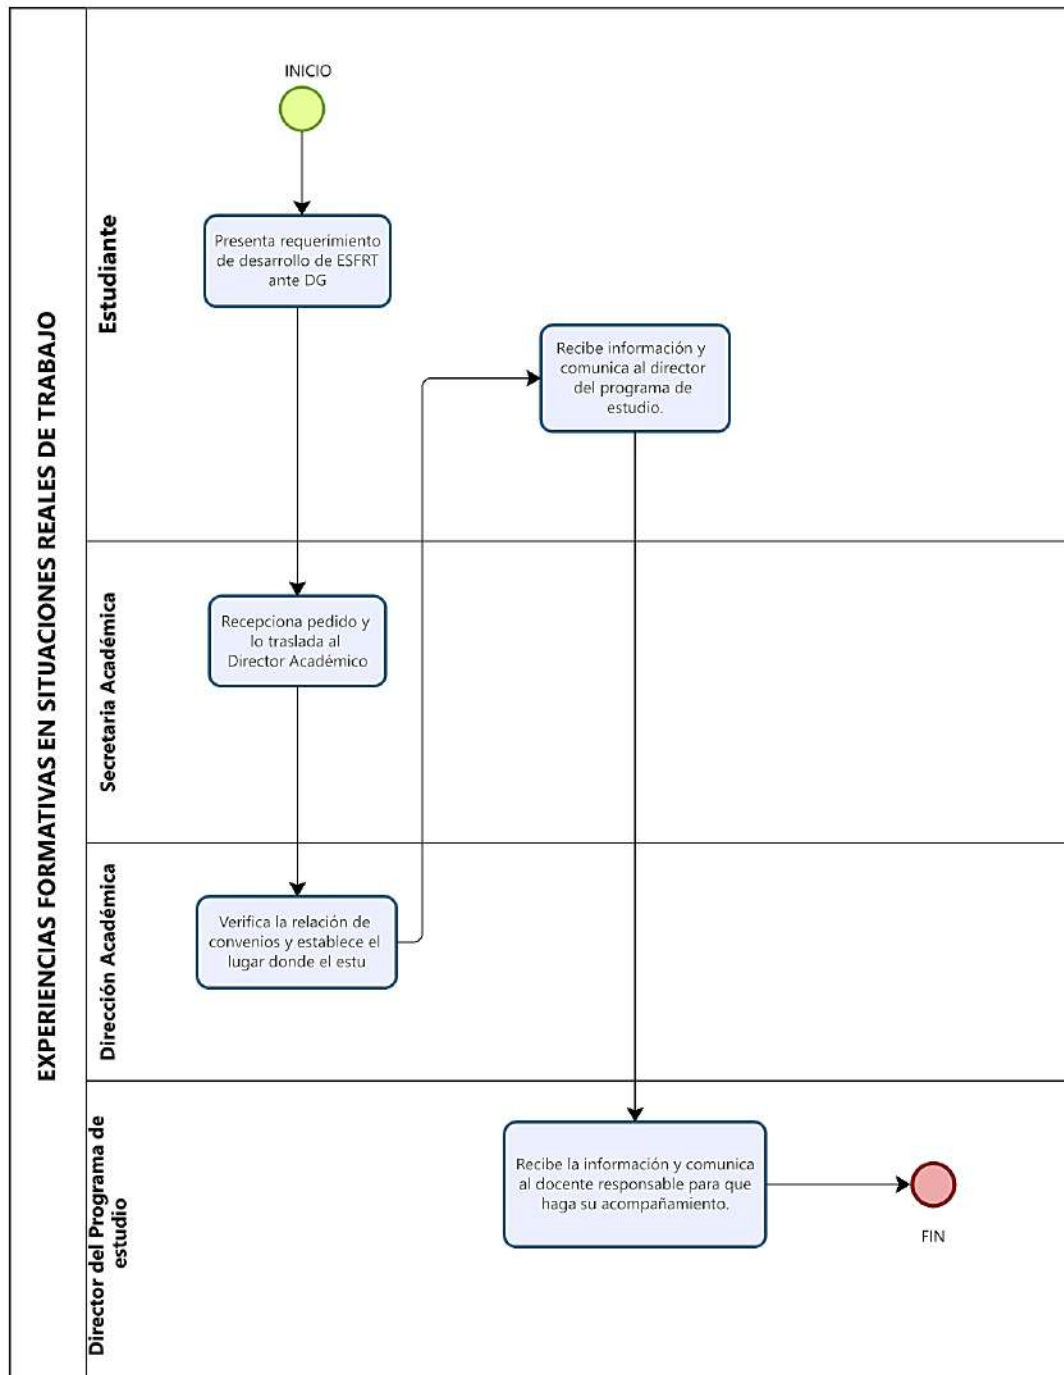 EXPERIENCIAS FORMATIVAS EN SITUACIONES REALES DE TRABAJO
Estudiante
INICIO
Presenta requerimiento
de desarrollo de ESFRT
ante DG
Recibe información y
comunica al director
del programa de
estudio.
Secretaria Académica
Recepciona pedido y
lo traslada al
Director Académico
Dirección Académica
Verifica la relación de
convenios y establece el
lugar donde el estu
Director del Programa de
estudio
Recibe la información y comunica
al docente responsable para que
haga su acompañamiento.
FIN